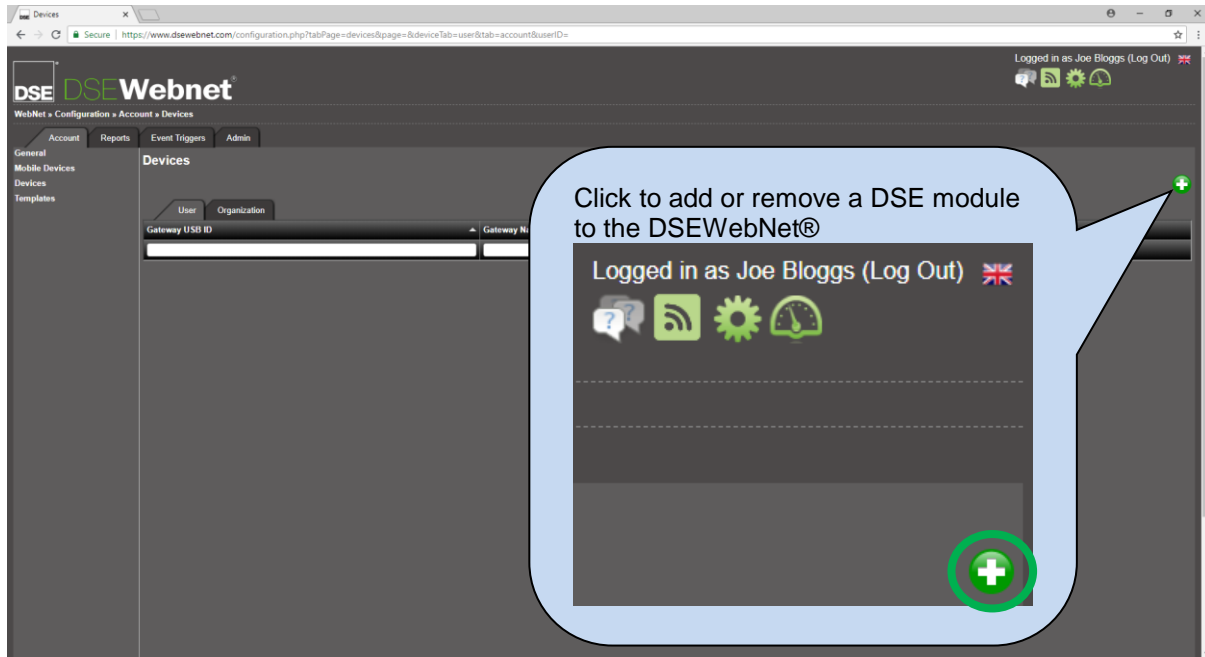 Devices
Secure | https://www.dsewebnet.com/configuration.php?tabPage=devices&page=&deviceTab=user&tab=account&userID=
Logged in as Joe Bloggs (Log Out)
DSE DSEWebnet®
WebNet » Configuration » Account » Devices
Account Reports Event Triggers Admin
General
Mobile Devices
Devices
Templates
Devices
User Organization
Gateway USB ID Gateway
Click to add or remove a DSE module
to the DSEWebNet®
Logged in as Joe Bloggs (Log Out)